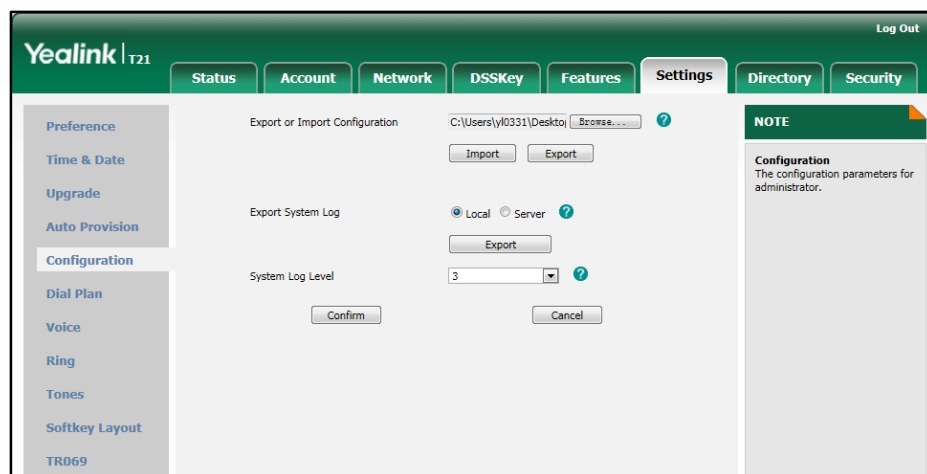 Log Out
Yealink | T21
Status Account Network DSSKey Features Settings Directory Security
Preference
Time & Date
Upgrade
Auto Provision
Configuration
Dial Plan
Voice
Ring
Tones
Softkey Layout
TR069
Export or Import Configuration C:\Users\yl0331\Desktop Browse... ?
Import Export
Export System Log Local Server ?
Export
System Log Level 3 ?
Confirm Cancel
NOTE
Configuration
The configuration parameters for
administrator.